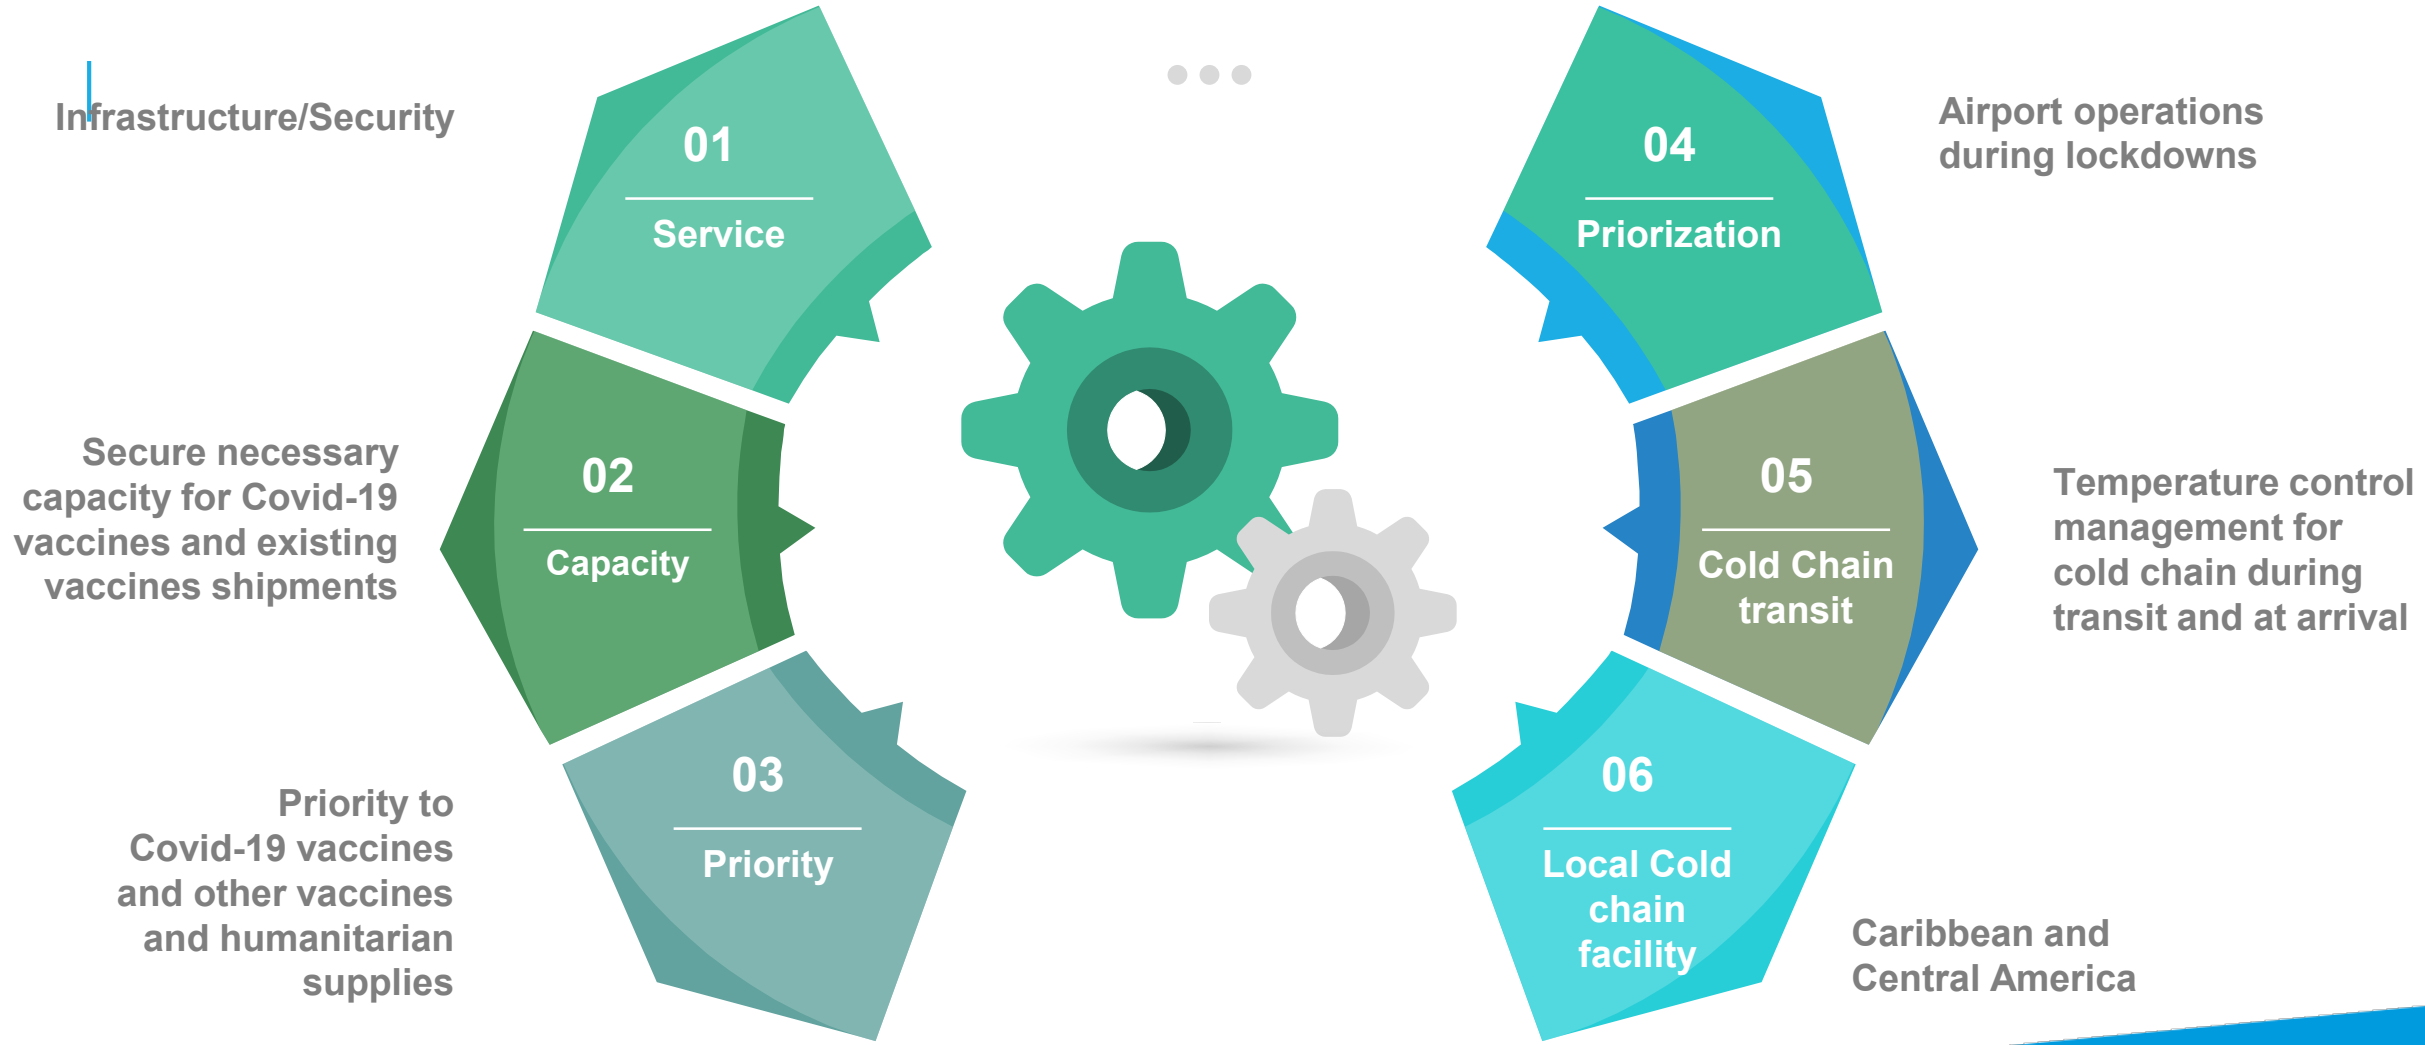 Infrastructure/Security
01
Service
Secure necessary
capacity for Covid-19
vaccines and existing
vaccines shipments
02
Capacity
Priority to
Covid-19 vaccines
and other vaccines
and humanitarian
supplies
03
Priority
04
Priorization
Airport operations
during lockdowns
05
Cold Chain
transit
Temperature control
management for
cold chain during
transit and at arrival
06
Local Cold
chain
facility
Caribbean and
Central America